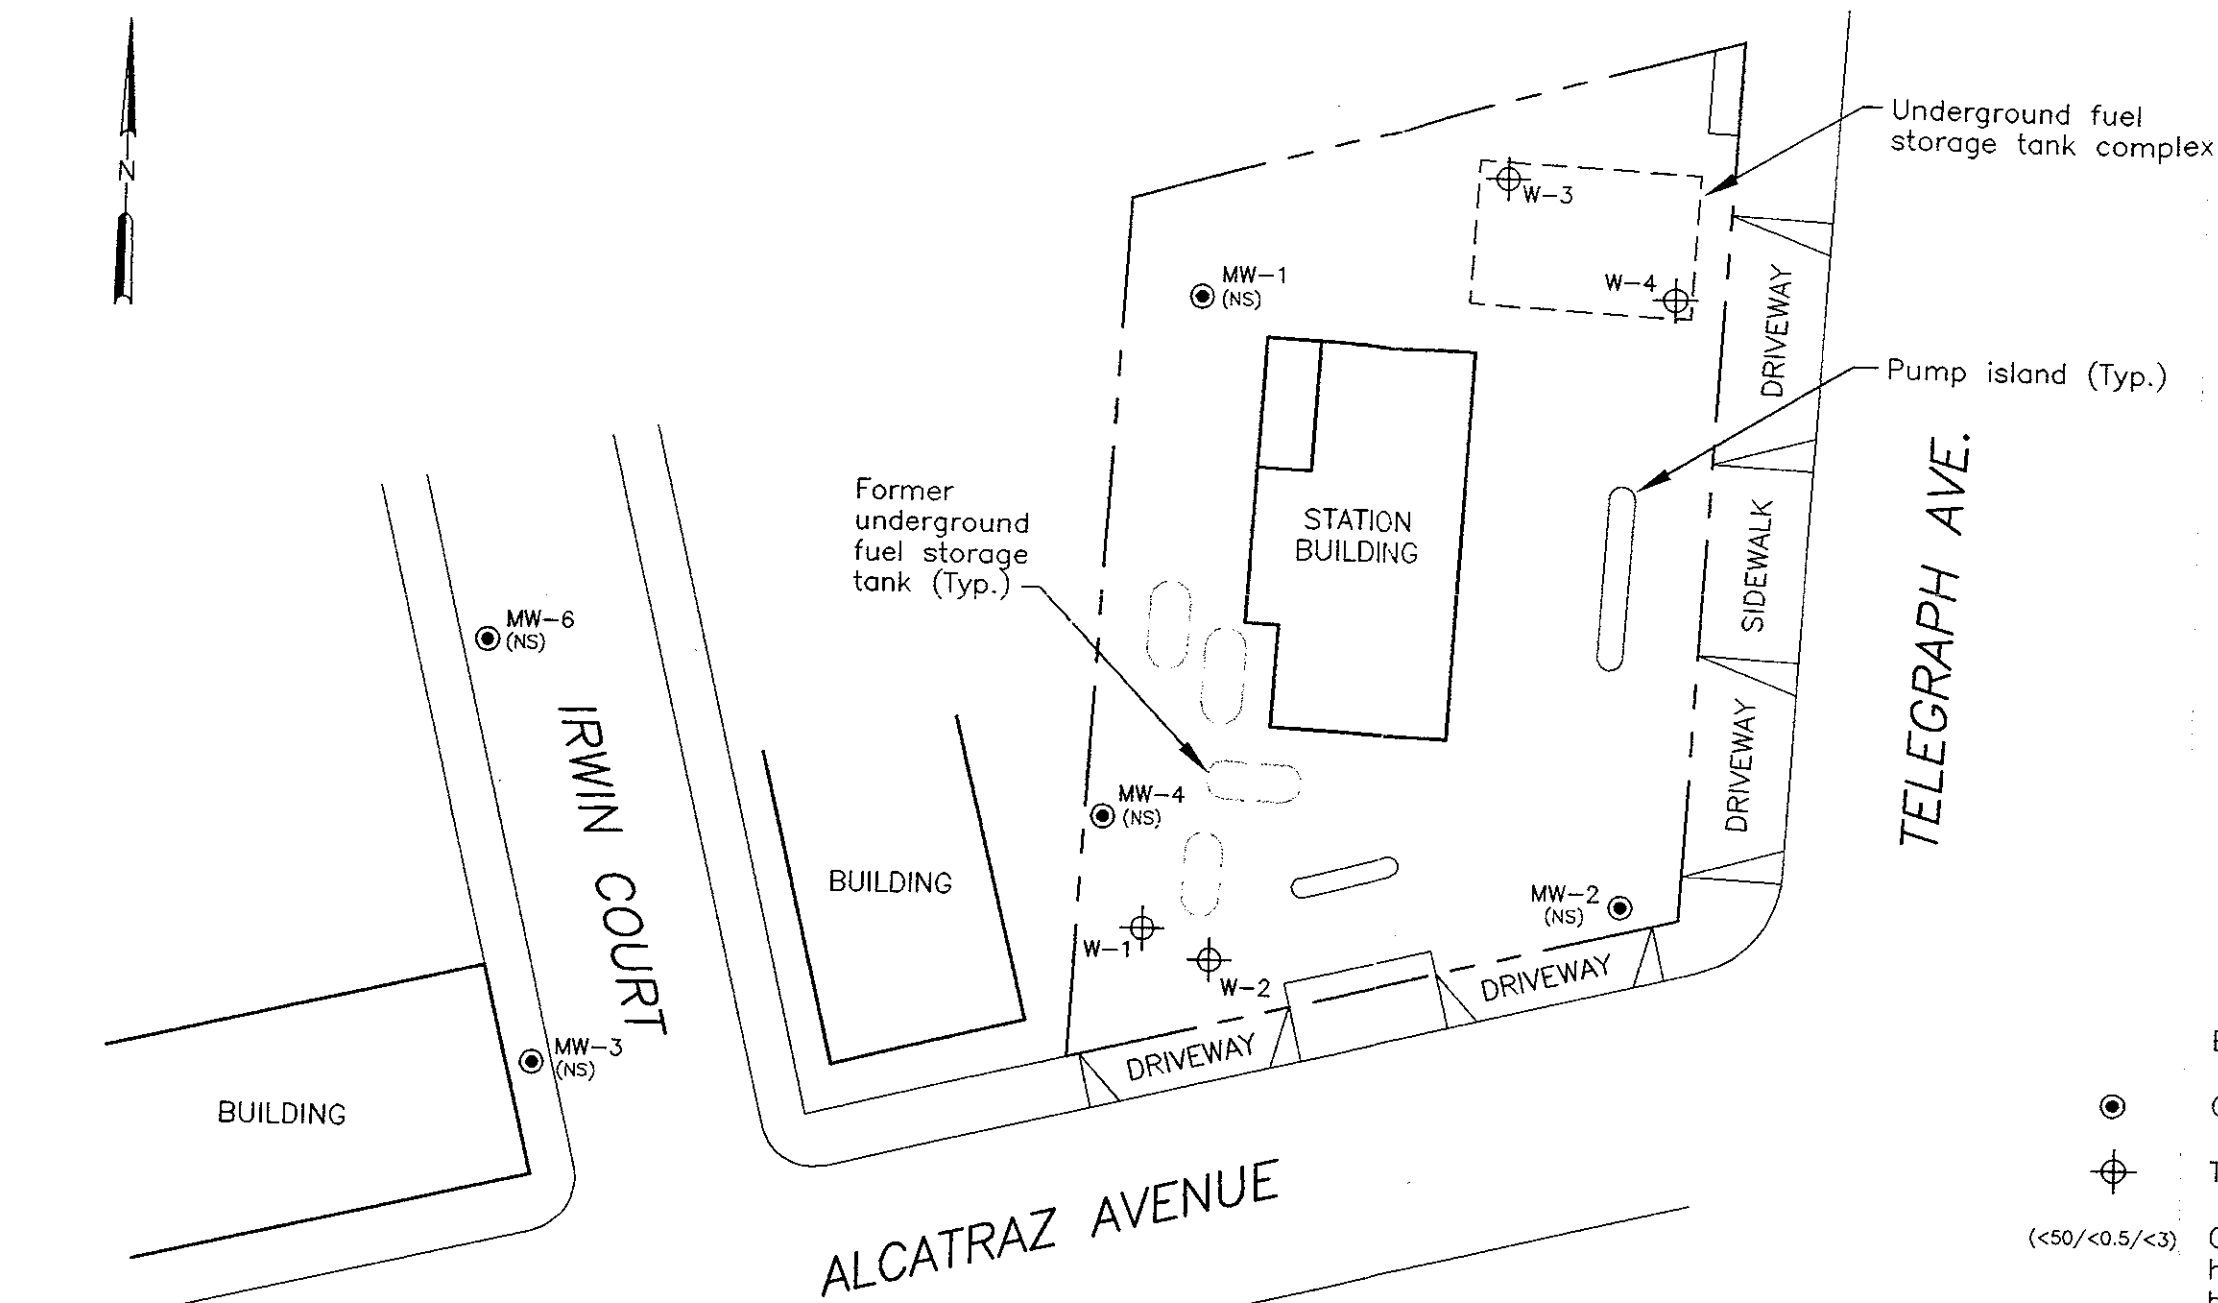 N
Underground fuel
storage tank complex
W-3
MW-1
(NS)
W-4
DRIVEWAY
Pump island (Typ.)
TELEGRAPH AVE.
Former
underground
fuel storage
tank (Typ.)
STATION
BUILDING
SIDEWALK
MW-6
(NS)
IRWIN COURT
DRIVEWAY
MW-4
(NS)
BUILDING
MW-2
(NS)
W-1
W-2
DRIVEWAY
DRIVEWAY
MW-3
(NS)
BUILDING
ALCATRAZ AVENUE
(<50/<0.5/<3)